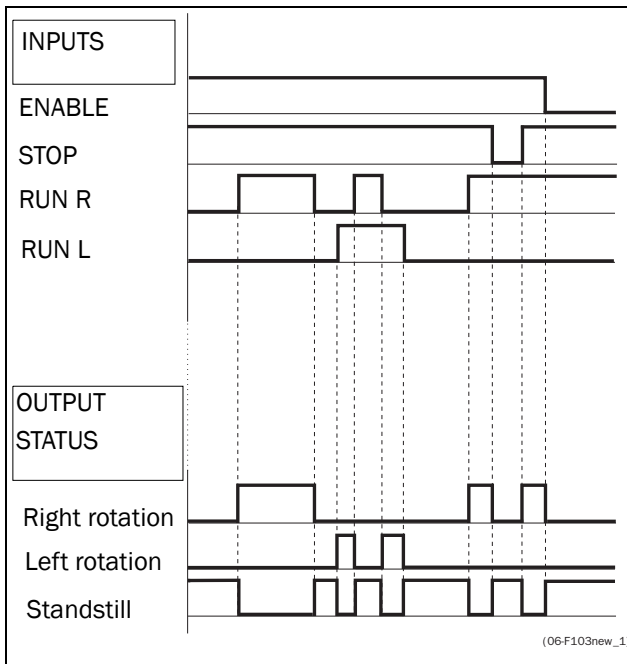 INPUTS
ENABLE
STOP
RUN R
RUN L
OUTPUT
STATUS
Right rotation
Left rotation
Standstill
(06-F103new_1)